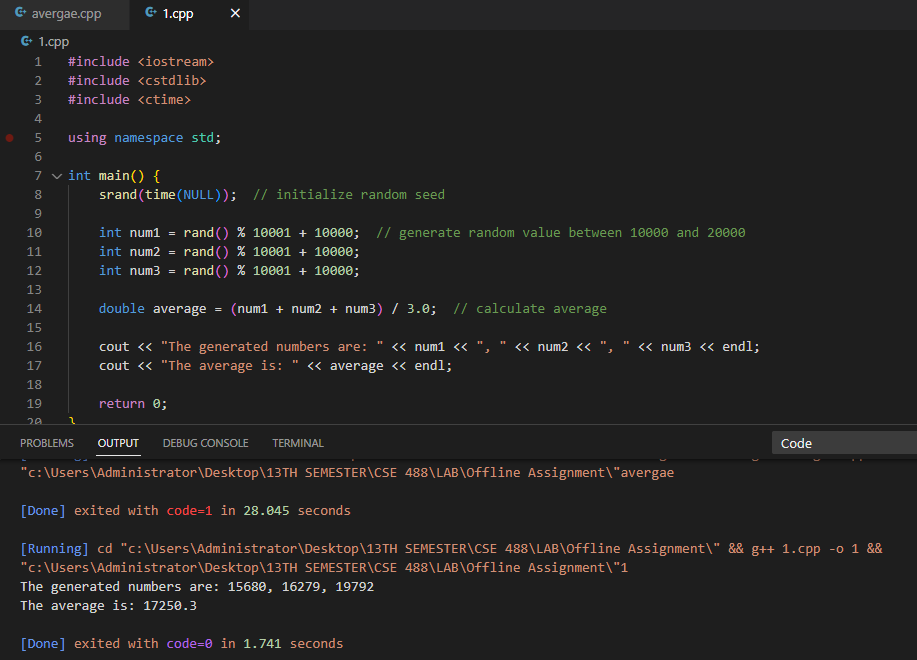 avergae.cpp 1.cpp ×
1.cpp
1 #include <iostream>
2 #include <cstdlib>
3 #include <ctime>
4
5 using namespace std;
6
7 int main() {
8 srand(time(NULL)); // initialize random seed
9
10 int num1 = rand() % 10001 + 10000; // generate random value between 10000 and 20000
11 int num2 = rand() % 10001 + 10000;
12 int num3 = rand() % 10001 + 10000;
13
14 double average = (num1 + num2 + num3) / 3.0; // calculate average
15
16 cout << "The generated numbers are: " << num1 << ", " << num2 << ", " << num3 << endl;
17 cout << "The average is: " << average << endl;
18
19 return 0;
20 }
PROBLEMS OUTPUT DEBUG CONSOLE TERMINAL Code
"c:\Users\Administrator\Desktop\13TH SEMESTER\CSE 488\LAB\Offline Assignment\"avergae
[Done] exited with code=1 in 28.045 seconds
[Running] cd "c:\Users\Administrator\Desktop\13TH SEMESTER\CSE 488\LAB\Offline Assignment\" && g++ 1.cpp -o 1 &&
"c:\Users\Administrator\Desktop\13TH SEMESTER\CSE 488\LAB\Offline Assignment\"1
The generated numbers are: 15680, 16279, 19792
The average is: 17250.3
[Done] exited with code=0 in 1.741 seconds